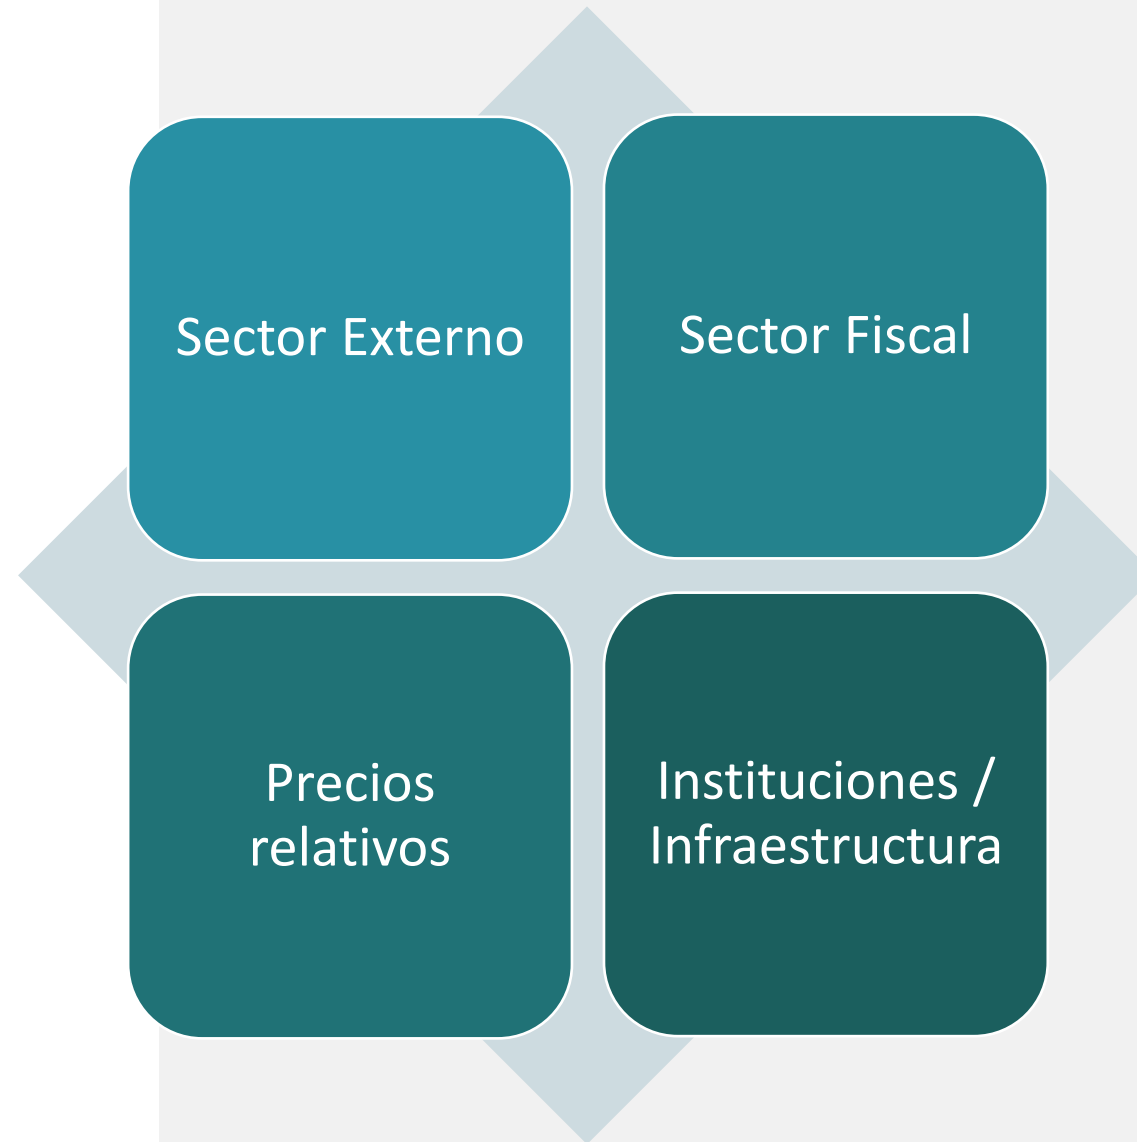 Sector Externo
Sector Fiscal
Precios
relativos
Instituciones /
Infraestructura